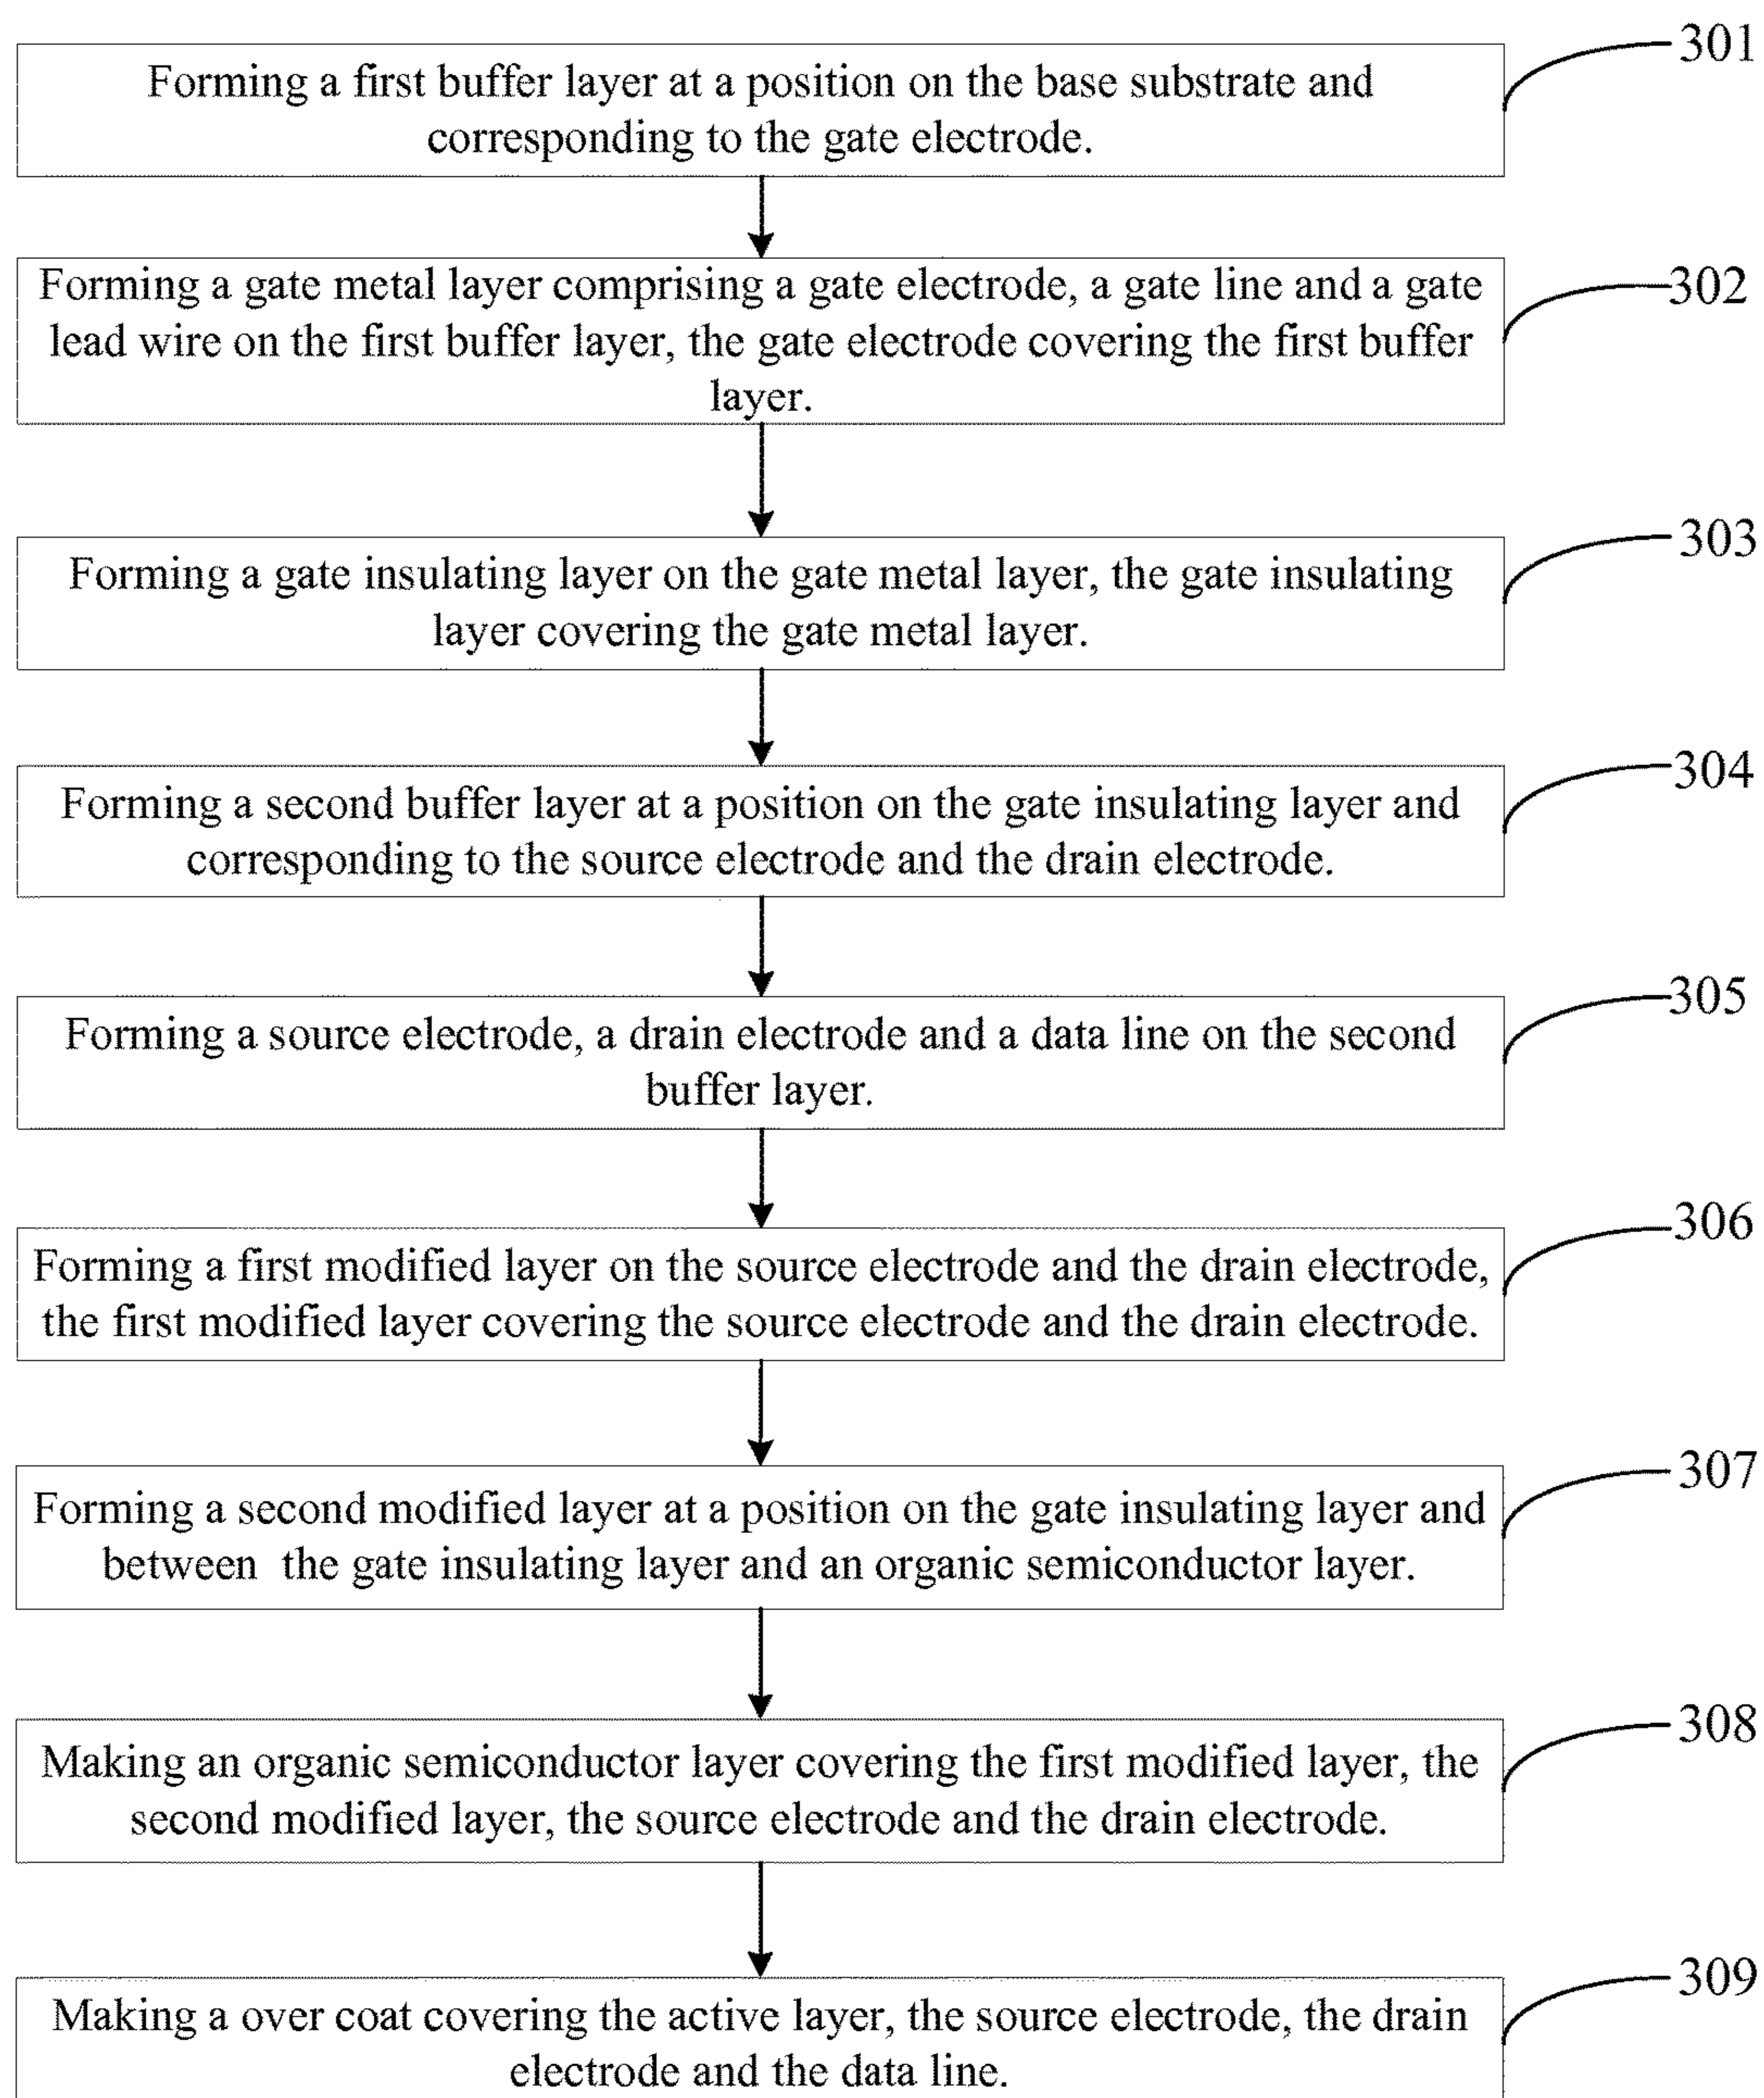 301
Forming a first buffer layer at a position on the base substrate and
corresponding to the gate electrode.
302
Forming a gate metal layer comprising a gate electrode, a gate line and a gate
lead wire on the first buffer layer, the gate electrode covering the first buffer
layer.
303
Forming a gate insulating layer on the gate metal layer, the gate insulating
layer covering the gate metal layer.
304
Forming a second buffer layer at a position on the gate insulating layer and
corresponding to the source electrode and the drain electrode.
305
Forming a source electrode, a drain electrode and a data line on the second
buffer layer.
306
Forming a first modified layer on the source electrode and the drain electrode,
the first modified layer covering the source electrode and the drain electrode.
307
Forming a second modified layer at a position on the gate insulating layer and
between the gate insulating layer and an organic semiconductor layer.
308
Making an organic semiconductor layer covering the first modified layer, the
second modified layer, the source electrode and the drain electrode.
309
Making a over coat covering the active layer, the source electrode, the drain
electrode and the data line.